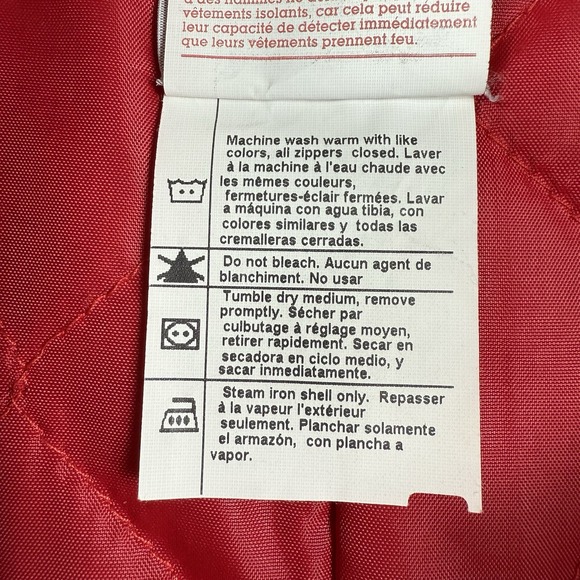 vêtements isolants, car cela peut réduire
leur capacité de détecter immédiatement
que leurs vêtements prennent feu.
Machine wash warm with like
colors, all zippers closed. Laver
à la machine à l'eau chaude avec
les mêmes couleurs,
fermetures-éclair fermées. Lavar
a máquina con agua tibia, con
colores similares y todas las
cremalleras cerradas.
Do not bleach. Aucun agent de
blanchiment. No usar
Tumble dry medium, remove
promptly. Sécher par
culbutage à réglage moyen,
retirer rapidement. Secar en
secadora en ciclo medio, y
sacar inmediatamente.
Steam iron shell only. Repasser
à la vapeur l'extérieur
seulement. Planchar solamente
el armazón, con plancha a
vapor.